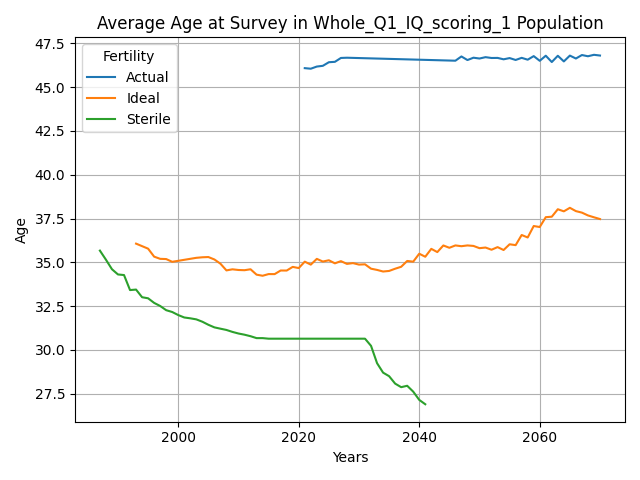 Average Age at Survey in Whole_Q1_IQ_scoring_1 Population
Fertility
Actual
Ideal
Sterile
47.5
45.0
42.5
40.0
37.5
35.0
32.5
30.0
27.5
Age
2000
2020
2040
2060
Years